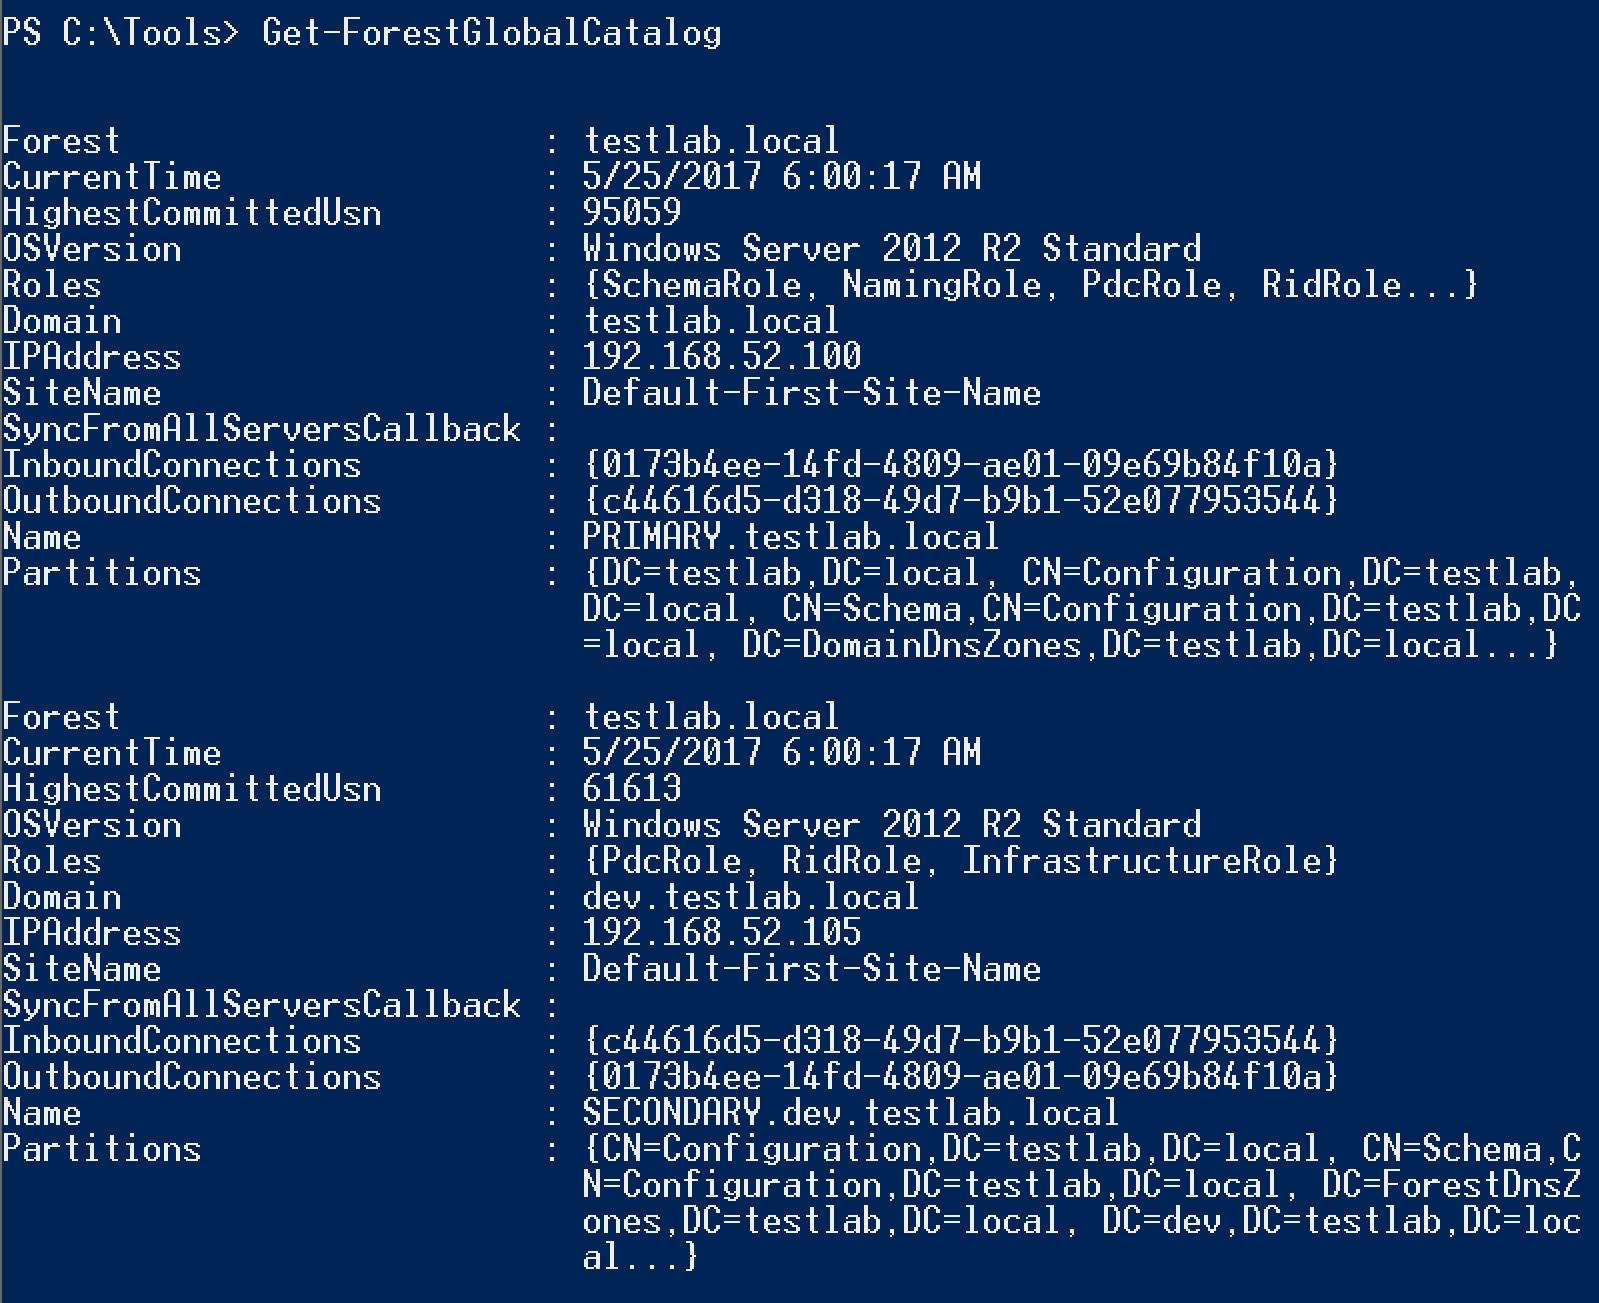 PS C:\Tools> Get-ForestGlobalCatalog
Forest                     : testlab.local
CurrentTime                : 5/25/2017 6:00:17 AM
HighestCommittedUsn        : 95059
OSVersion                  : Windows Server 2012 R2 Standard
Roles                      : {SchemaRole, NamingRole, PdcRole, RidRole...}
Domain                     : testlab.local
IPAddress                  : 192.168.52.100
SiteName                   : Default-First-Site-Name
SyncFromAllServersCallback :
InboundConnections         : {0173b4ee-14fd-4809-ae01-09e69b84f10a}
OutboundConnections        : {c44616d5-d318-49d7-b9b1-52e077953544}
Name                       : PRIMARY.testlab.local
Partitions                 : {DC=testlab,DC=local, CN=Configuration,DC=testlab,
DC=local, CN=Schema,CN=Configuration,DC=testlab,DC
=local, DC=DomainDnsZones,DC=testlab,DC=local...}
Forest                     : testlab.local
CurrentTime                : 5/25/2017 6:00:17 AM
HighestCommittedUsn        : 61613
OSVersion                  : Windows Server 2012 R2 Standard
Roles                      : {PdcRole, RidRole, InfrastructureRole}
Domain                     : dev.testlab.local
IPAddress                  : 192.168.52.105
SiteName                   : Default-First-Site-Name
SyncFromAllServersCallback :
InboundConnections         : {c44616d5-d318-49d7-b9b1-52e077953544}
OutboundConnections        : {0173b4ee-14fd-4809-ae01-09e69b84f10a}
Name                       : SECONDARY.dev.testlab.local
Partitions                 : {CN=Configuration,DC=testlab,DC=local, CN=Schema,C
N=Configuration,DC=testlab,DC=local, DC=ForestDnsZ
ones,DC=testlab,DC=local, DC=dev,DC=testlab,DC=loc
al...}